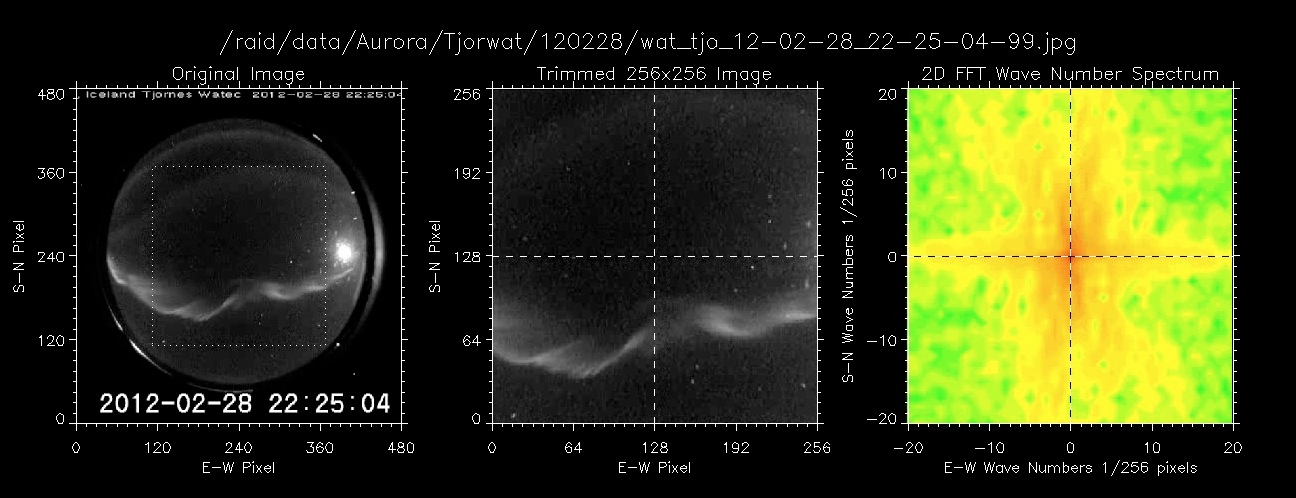 /raid/data/Aurora/Tjorwat/120228/wat_tjo_12-02-28_22-25-04-99.jpg
Original Image
Trimmed 256x256 Image
2D FFT Wave Number Spectrum
Iceland Tjornes Watec 2012-02-28 22:25:04
2012-02-28 22:25:04
480
360
240
120
0
S-N Pixel
0 120 240 360 480
E-W Pixel
256
192
128
64
0
S-N Pixel
0 64 128 192 256
E-W Pixel
20
10
0
-10
-20
S-N Wave Numbers 1/256 pixels
-20 -10 0 10 20
E-W Wave Numbers 1/256 pixels